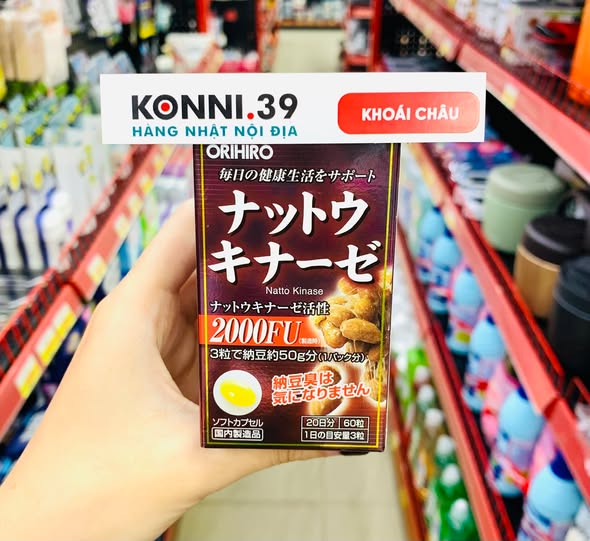 KONNI.39
HÀNG NHẬT NỘI ĐỊA
KHOÁI CHÂU
ORIHIRO
毎日の健康生活をサポート
ナットウ
キナーゼ
Natto Kinase
ナットウキナーゼ活性
2000FU(製造時)
3粒で納豆約50g分(1パック分)
納豆臭は
気になりません
ソフトカプセル
国内製造品
20日分 60粒
1日の目安量3粒